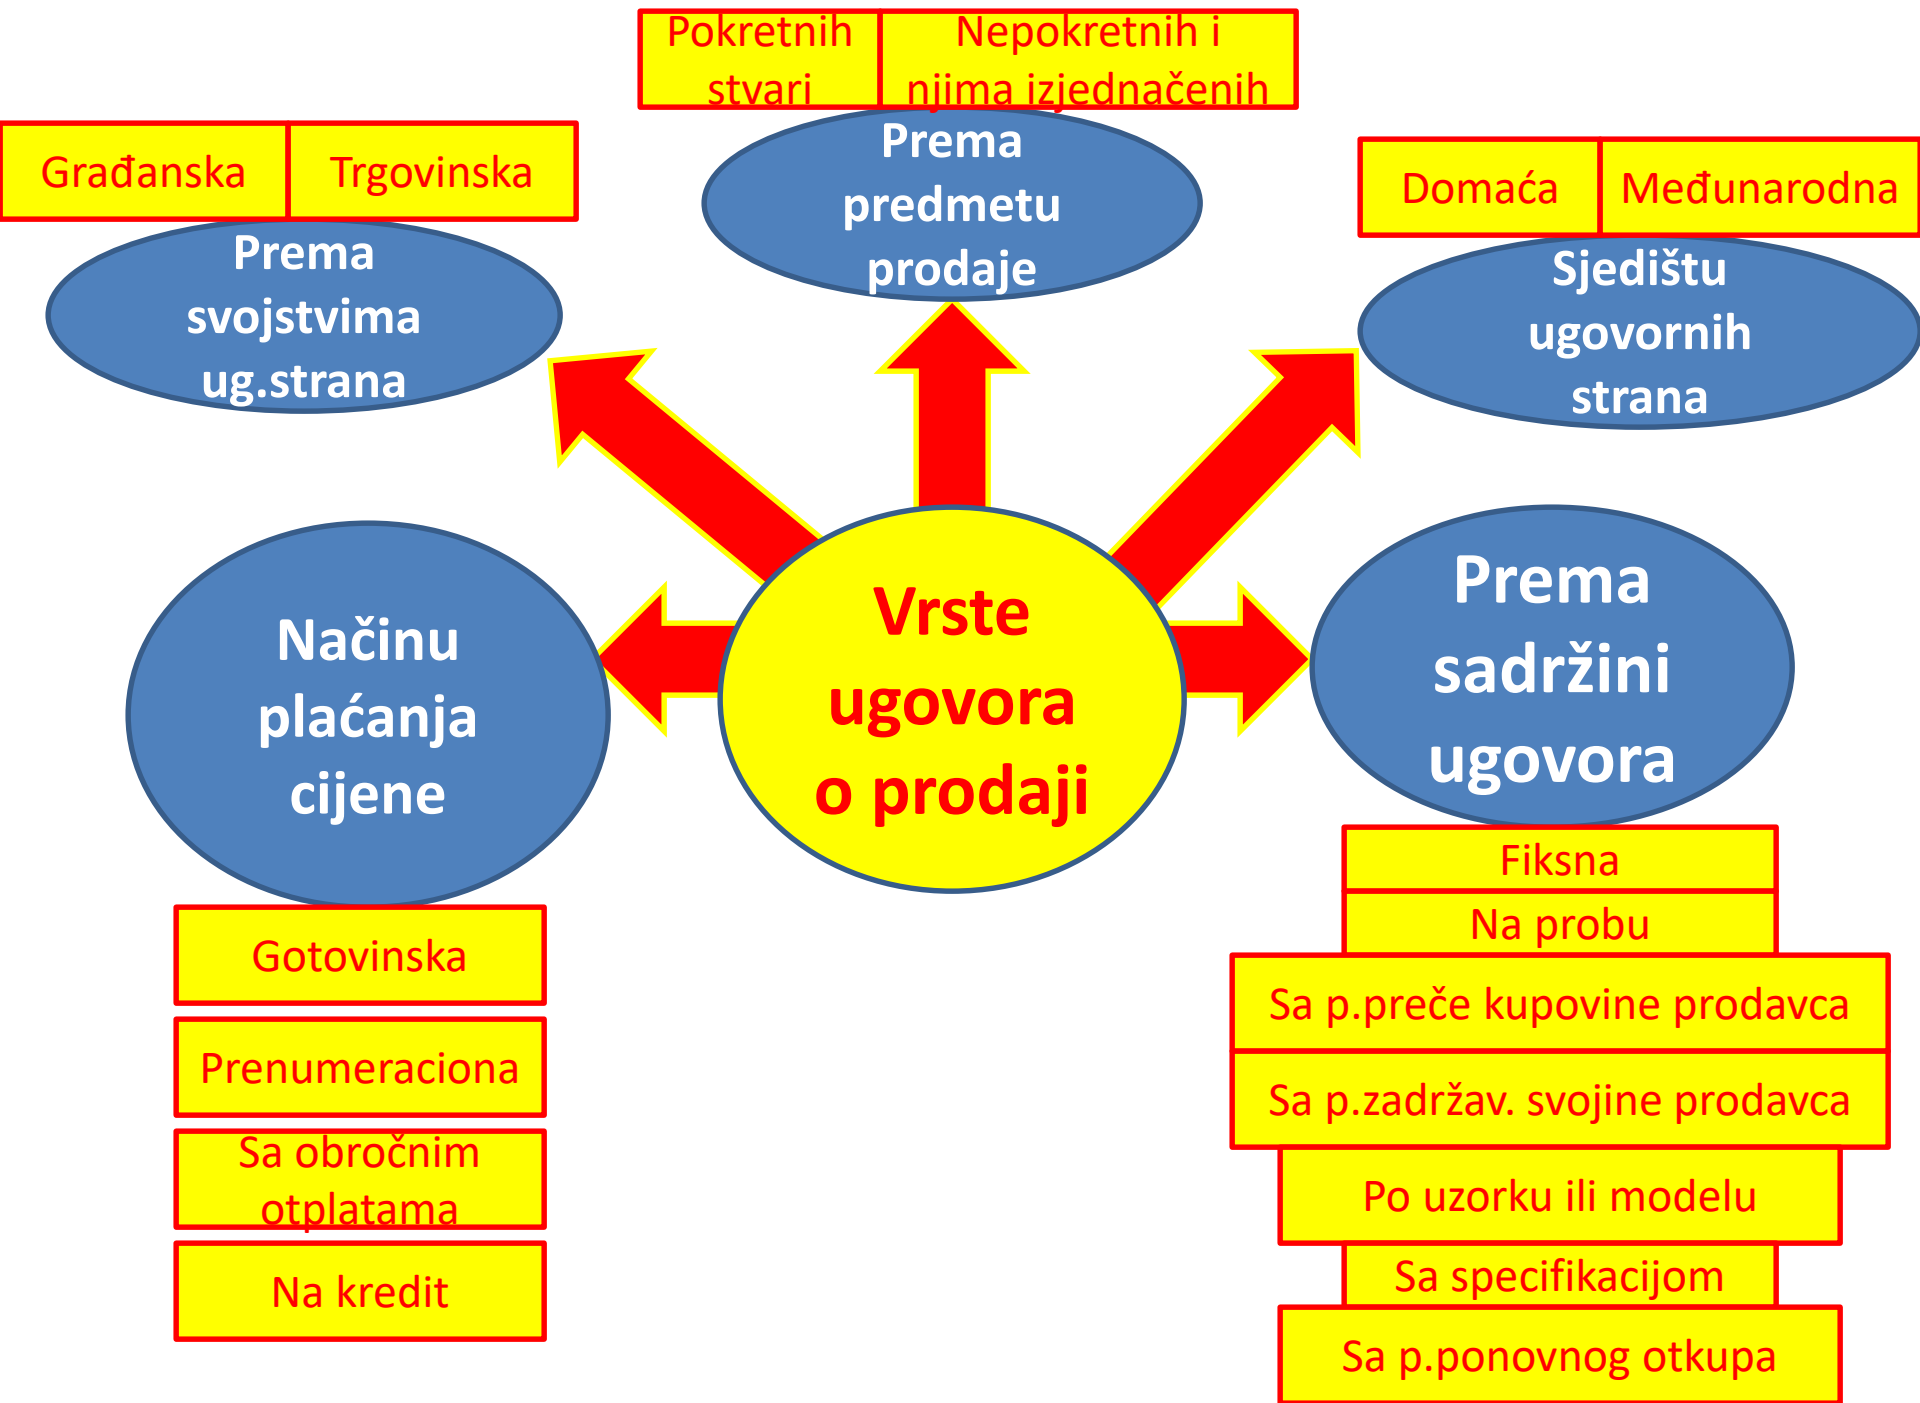 Pokretnih
stvari
Nepokretnih i
njima izjednačenih
Prema
predmetu
prodaje
Građanska
Trgovinska
Prema
svojstvima
ug.strana
Domaća
Međunarodna
Sjedištu
ugovornih
strana
Vrste
ugovora
o prodaji
Načinu
plaćanja
cijene
Gotovinska
Prenumeraciona
Sa obročnim
otplatama
Na kredit
Prema
sadržini
ugovora
Fiksna
Na probu
Sa p.preče kupovine prodavca
Sa p.zadržav. svojine prodavca
Po uzorku ili modelu
Sa specifikacijom
Sa p.ponovnog otkupa